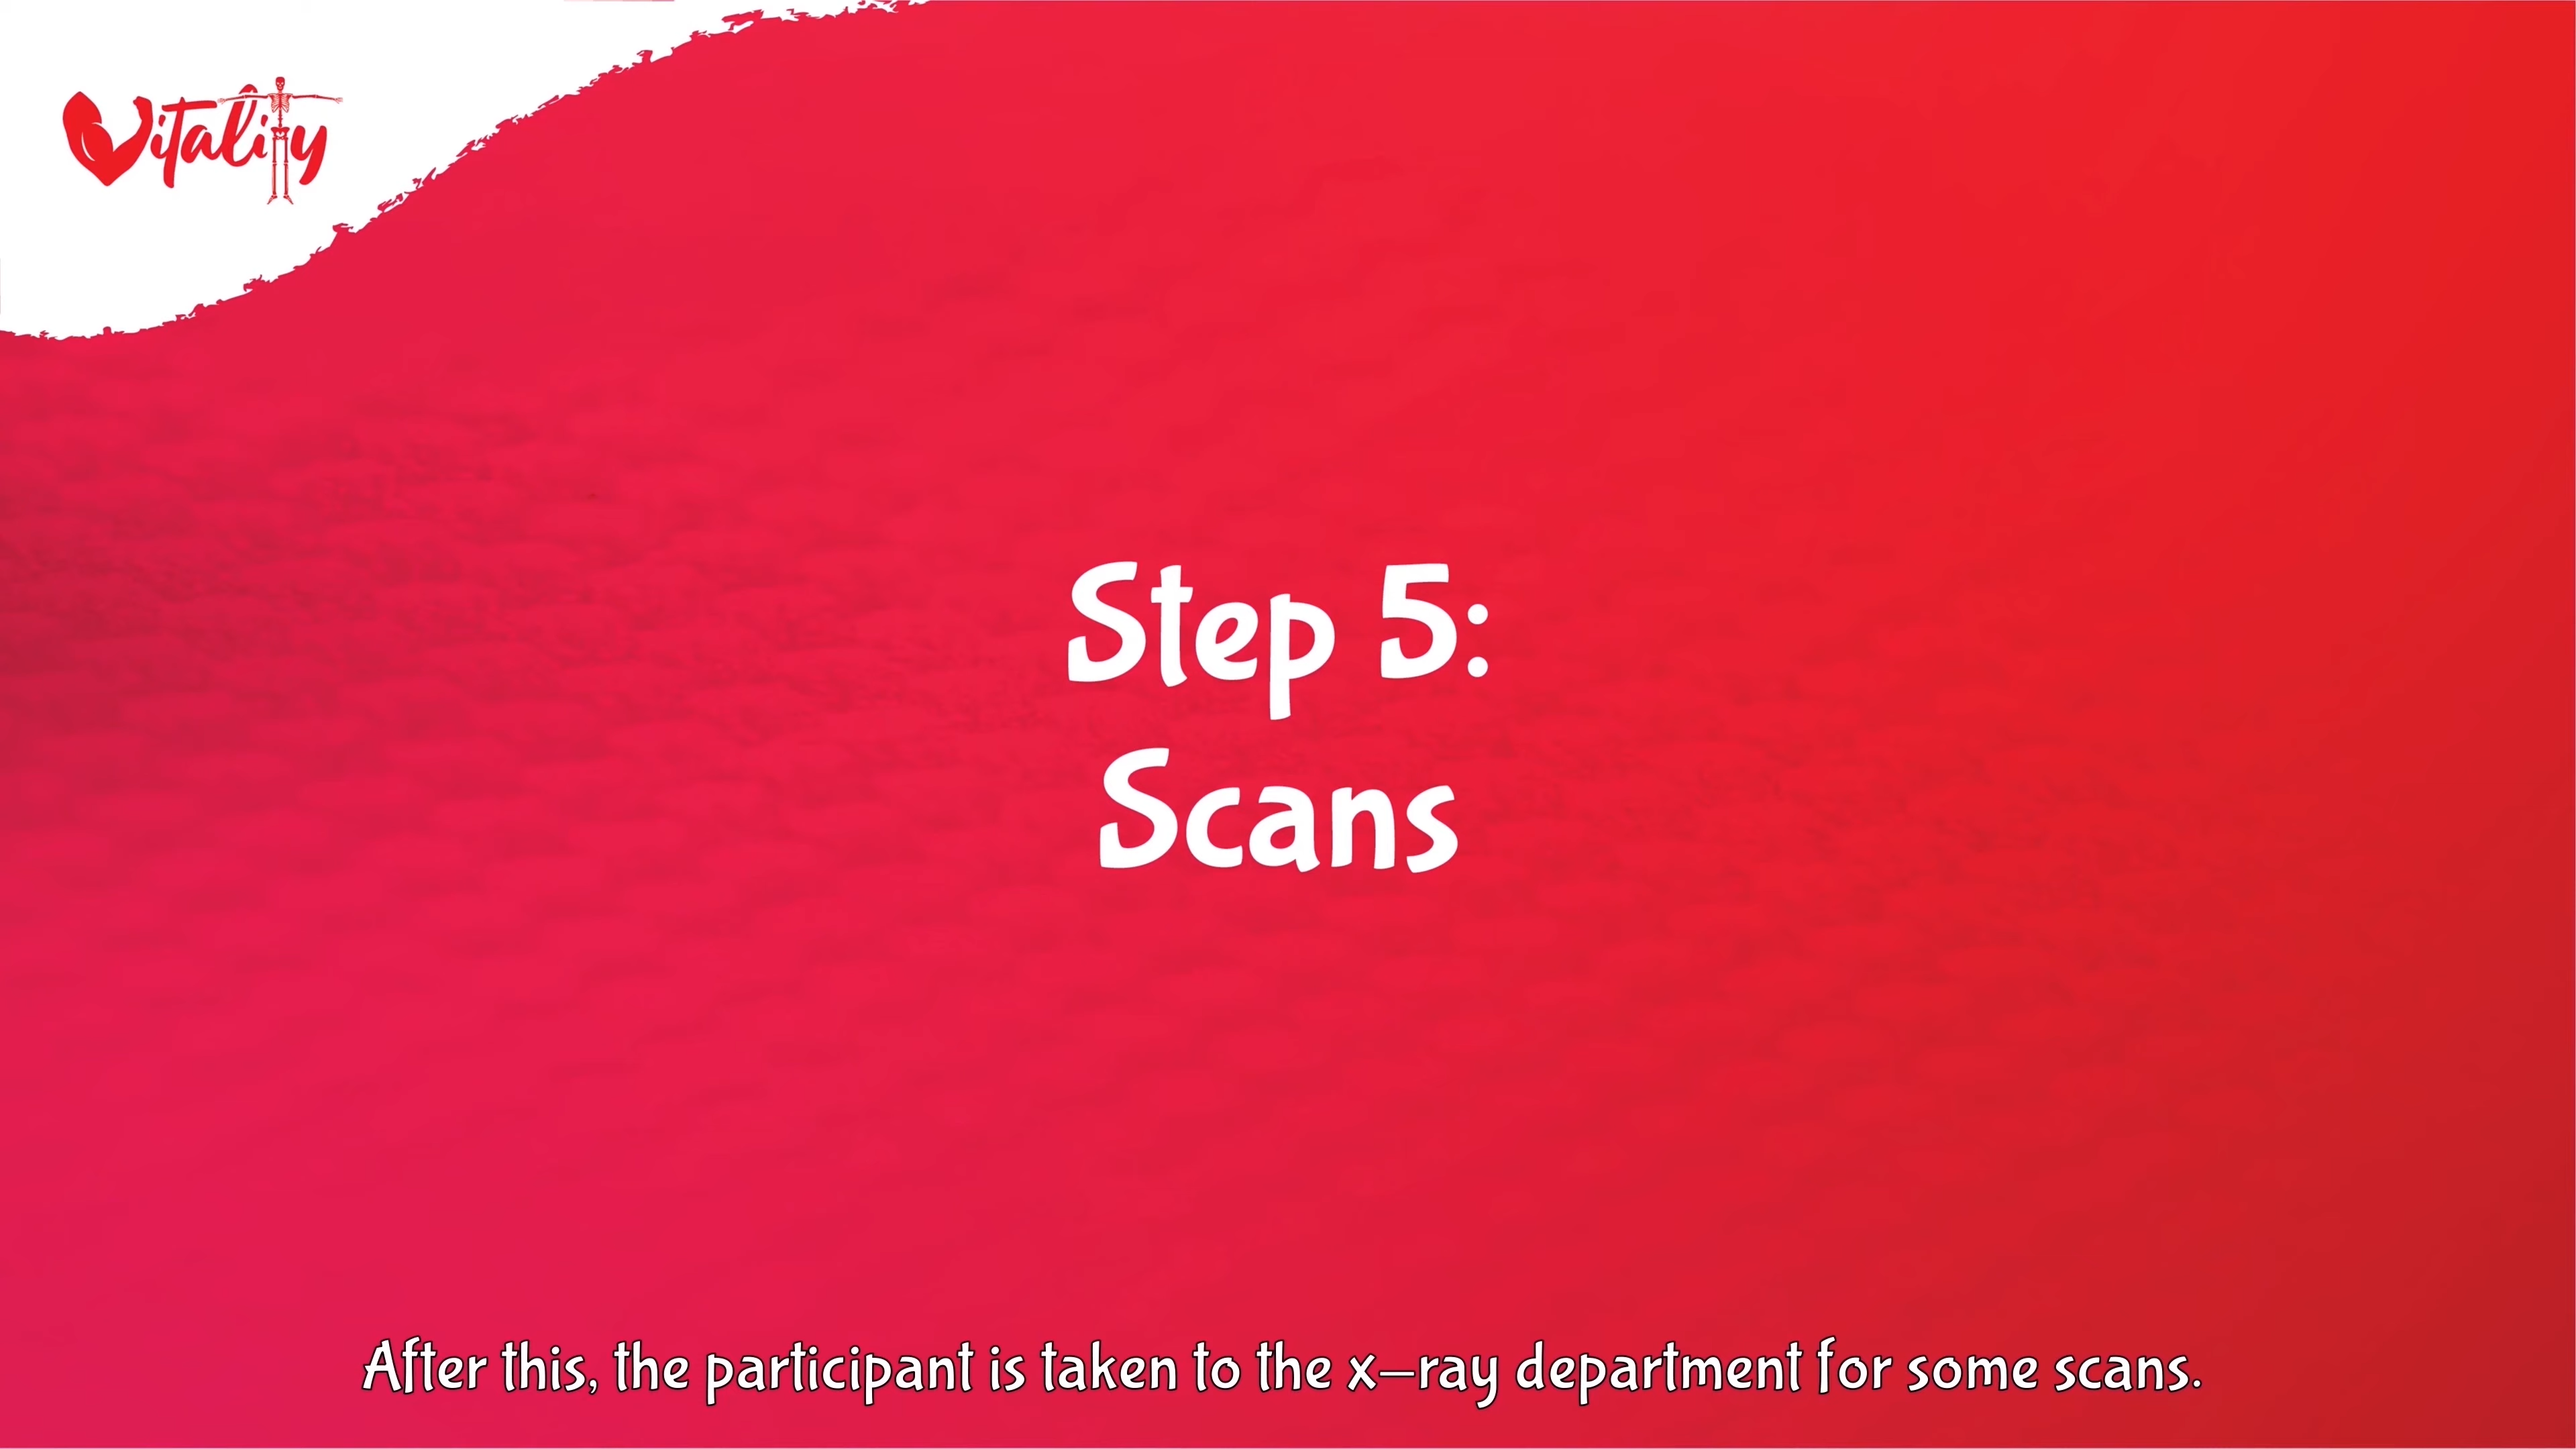 Vitality
Step 5:
Scans
After this, the participant is taken to the x-ray department for some scans.